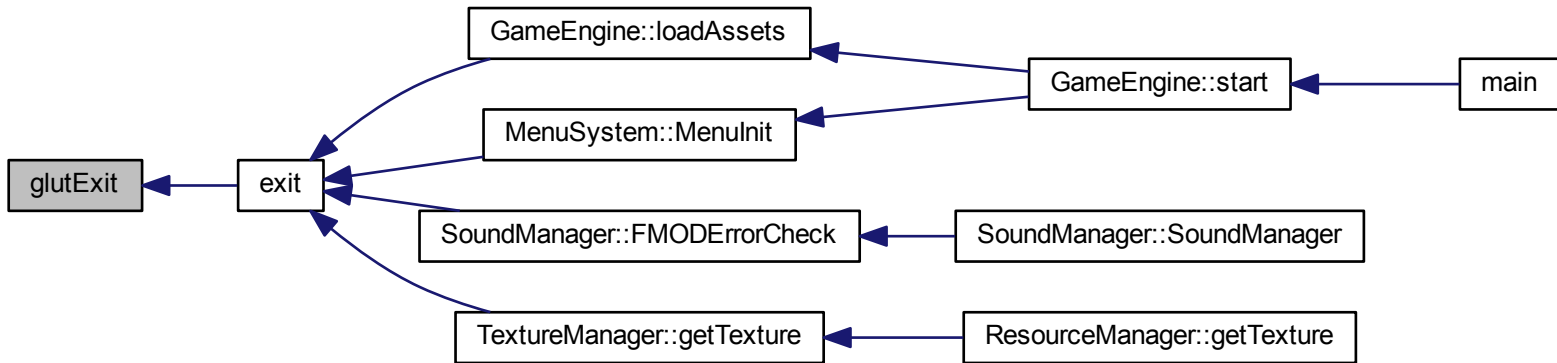 GameEngine::loadAssets
GameEngine::start
main
MenuSystem::MenuInit
glutExit
exit
SoundManager::FMODErrorCheck
SoundManager::SoundManager
TextureManager::getTexture
ResourceManager::getTexture